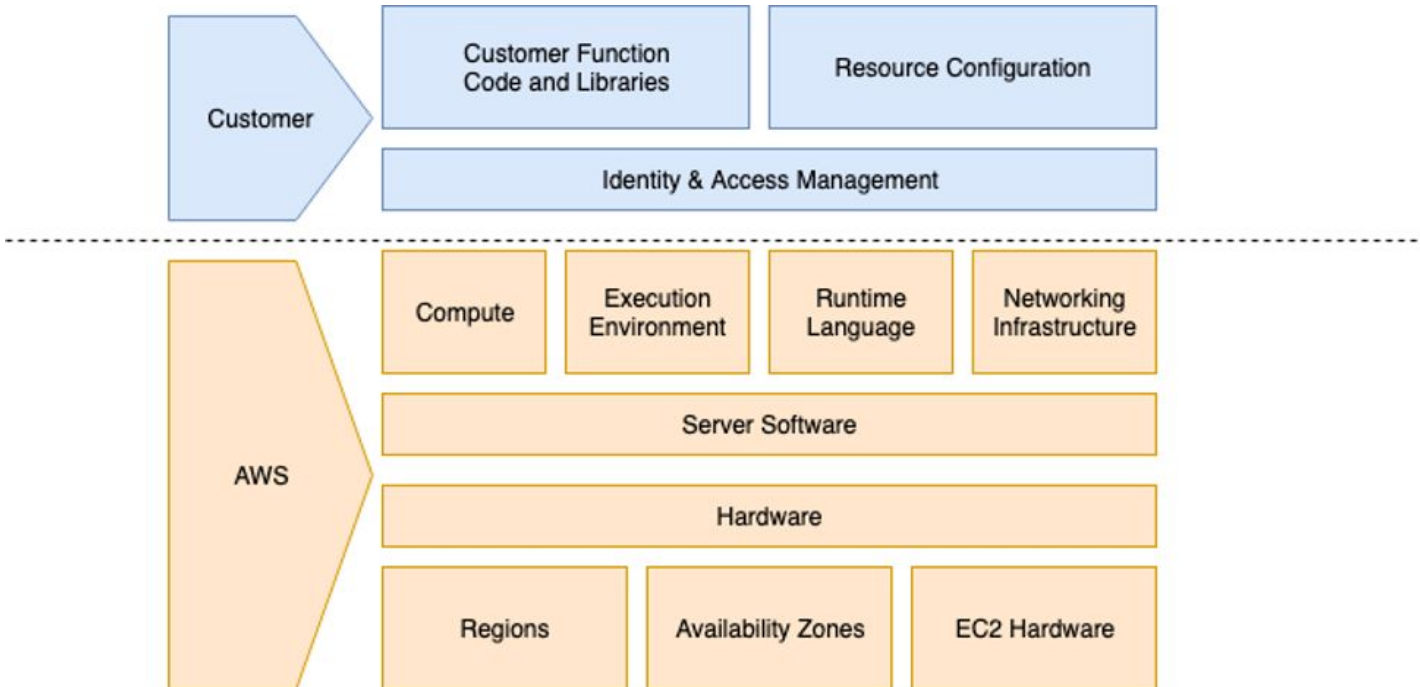 Customer
Customer Function
Code and Libraries
Resource Configuration
Identity & Access Management
AWS
Compute
Execution
Environment
Runtime
Language
Networking
Infrastructure
Server Software
Hardware
Regions
Availability Zones
EC2 Hardware